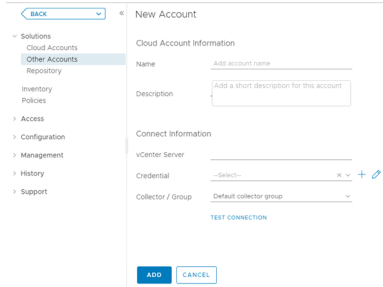 BACK
«
Solutions
Cloud Accounts
Other Accounts
Repository
Inventory
Policies
Access
Configuration
Management
History
Support
New Account
Cloud Account Information
Name
Add account name
Description
Add a short description for this account
Connect Information
vCenter Server
Credential
--Select--
Collector / Group
Default collector group
TEST CONNECTION
ADD
CANCEL